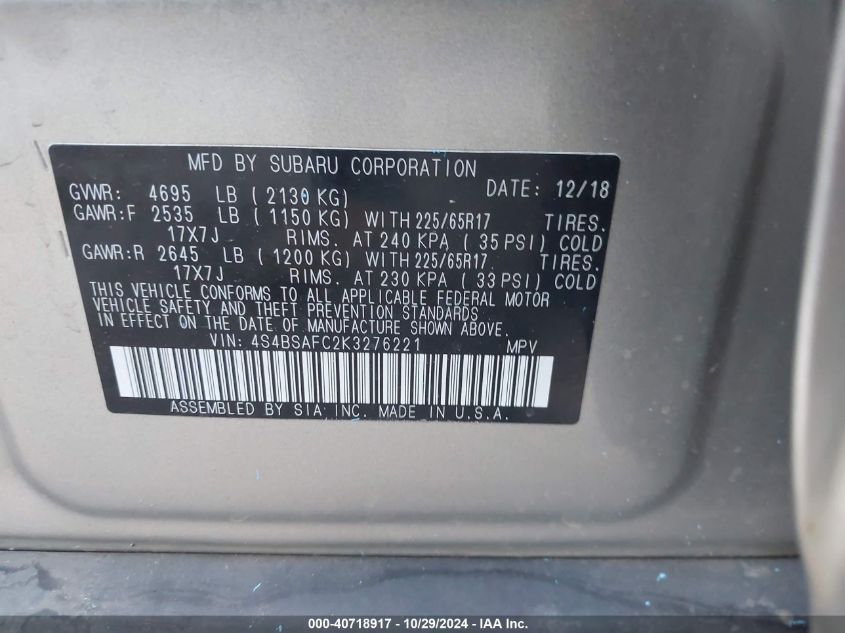 MFD BY SUBARU CORPORATION
GVWR: 4695 LB ( 2130 KG) DATE: 12/18
GAWR:F 2535 LB ( 1150 KG) WITH 225/65R17 TIRES.
17X7J RIMS. AT 240 KPA ( 35 PSI) COLD
GAWR:R 2645 LB ( 1200 KG) WITH 225/65R17 TIRES.
17X7J RIMS. AT 230 KPA ( 33 PSI) COLD
THIS VEHICLE CONFORMS TO ALL APPLICABLE FEDERAL MOTOR
VEHICLE SAFETY AND THEFT PREVENTION STANDARDS
IN EFFECT ON THE DATE OF MANUFACTURE SHOWN ABOVE.
VIN: 4S4BSAFC2K3276221 MPV
ASSEMBLED BY SIA INC. MADE IN U.S.A.
000-40718917 - 10/29/2024 - IAA Inc.